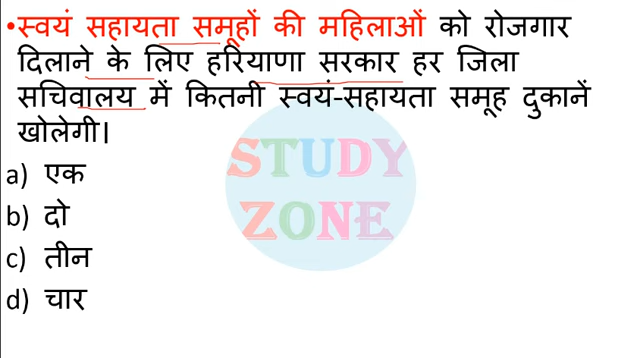 •स्वयं सहायता समूहों की महिलाओं को रोजगार
दिलाने के लिए हरियाणा सरकार हर जिला
सचिवालय में कितनी स्वयं-सहायता समूह दुकानें
खोलेगी।
a) एक
b) दो
c) तीन
d) चार
STUDY
ZONE